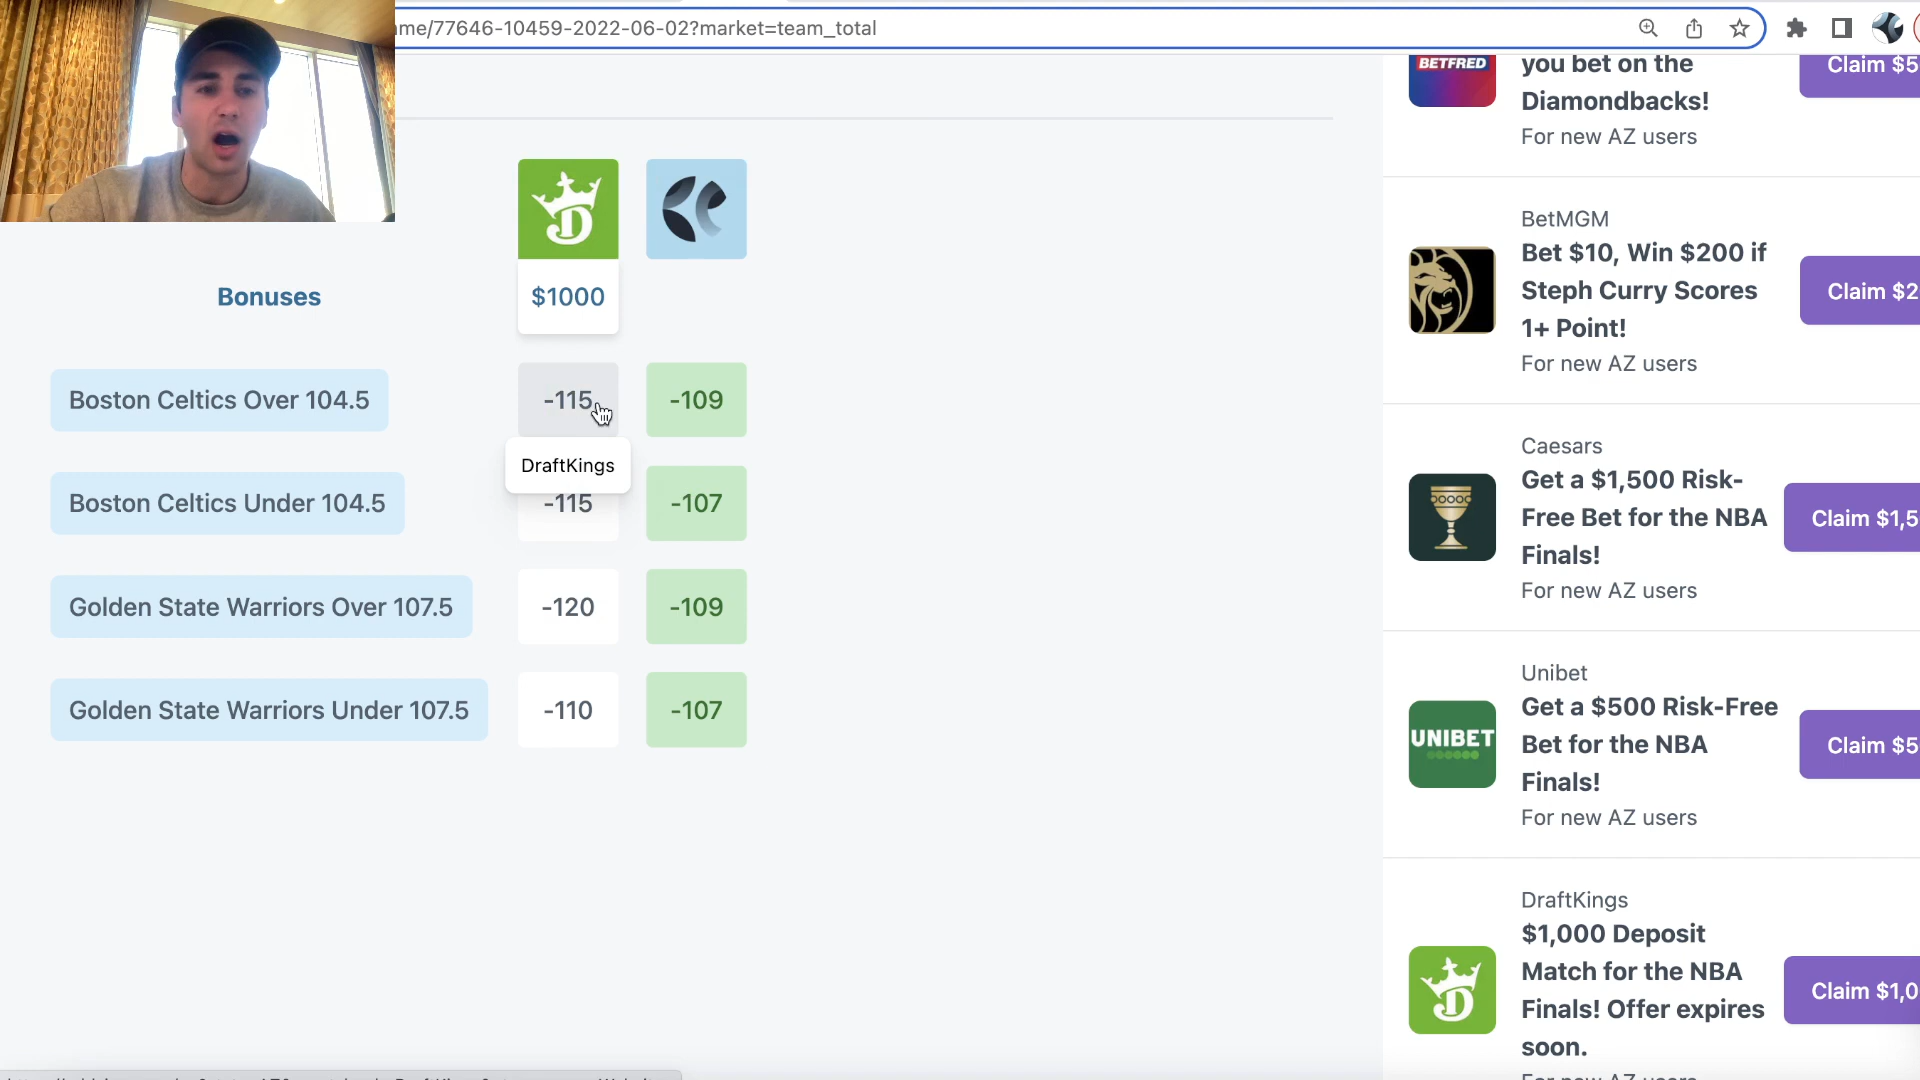 me/77646-10459-2022-06-02?market=team_total
Bonuses
$1000
Boston Celtics Over 104.5
-115
-109
DraftKings
Boston Celtics Under 104.5
-115
-107
Golden State Warriors Over 107.5
-120
-109
Golden State Warriors Under 107.5
-110
-107
BETFRED
you bet on the
Diamondbacks!
For new AZ users
Claim $5
BetMGM
Bet $10, Win $200 if
Steph Curry Scores
1+ Point!
For new AZ users
Claim $2
Caesars
Get a $1,500 Risk-
Free Bet for the NBA
Finals!
For new AZ users
Claim $1,5
UNIBET
Unibet
Get a $500 Risk-Free
Bet for the NBA
Finals!
For new AZ users
Claim $5
DraftKings
$1,000 Deposit
Match for the NBA
Finals! Offer expires
soon.
Claim $1,0
For new AZ users